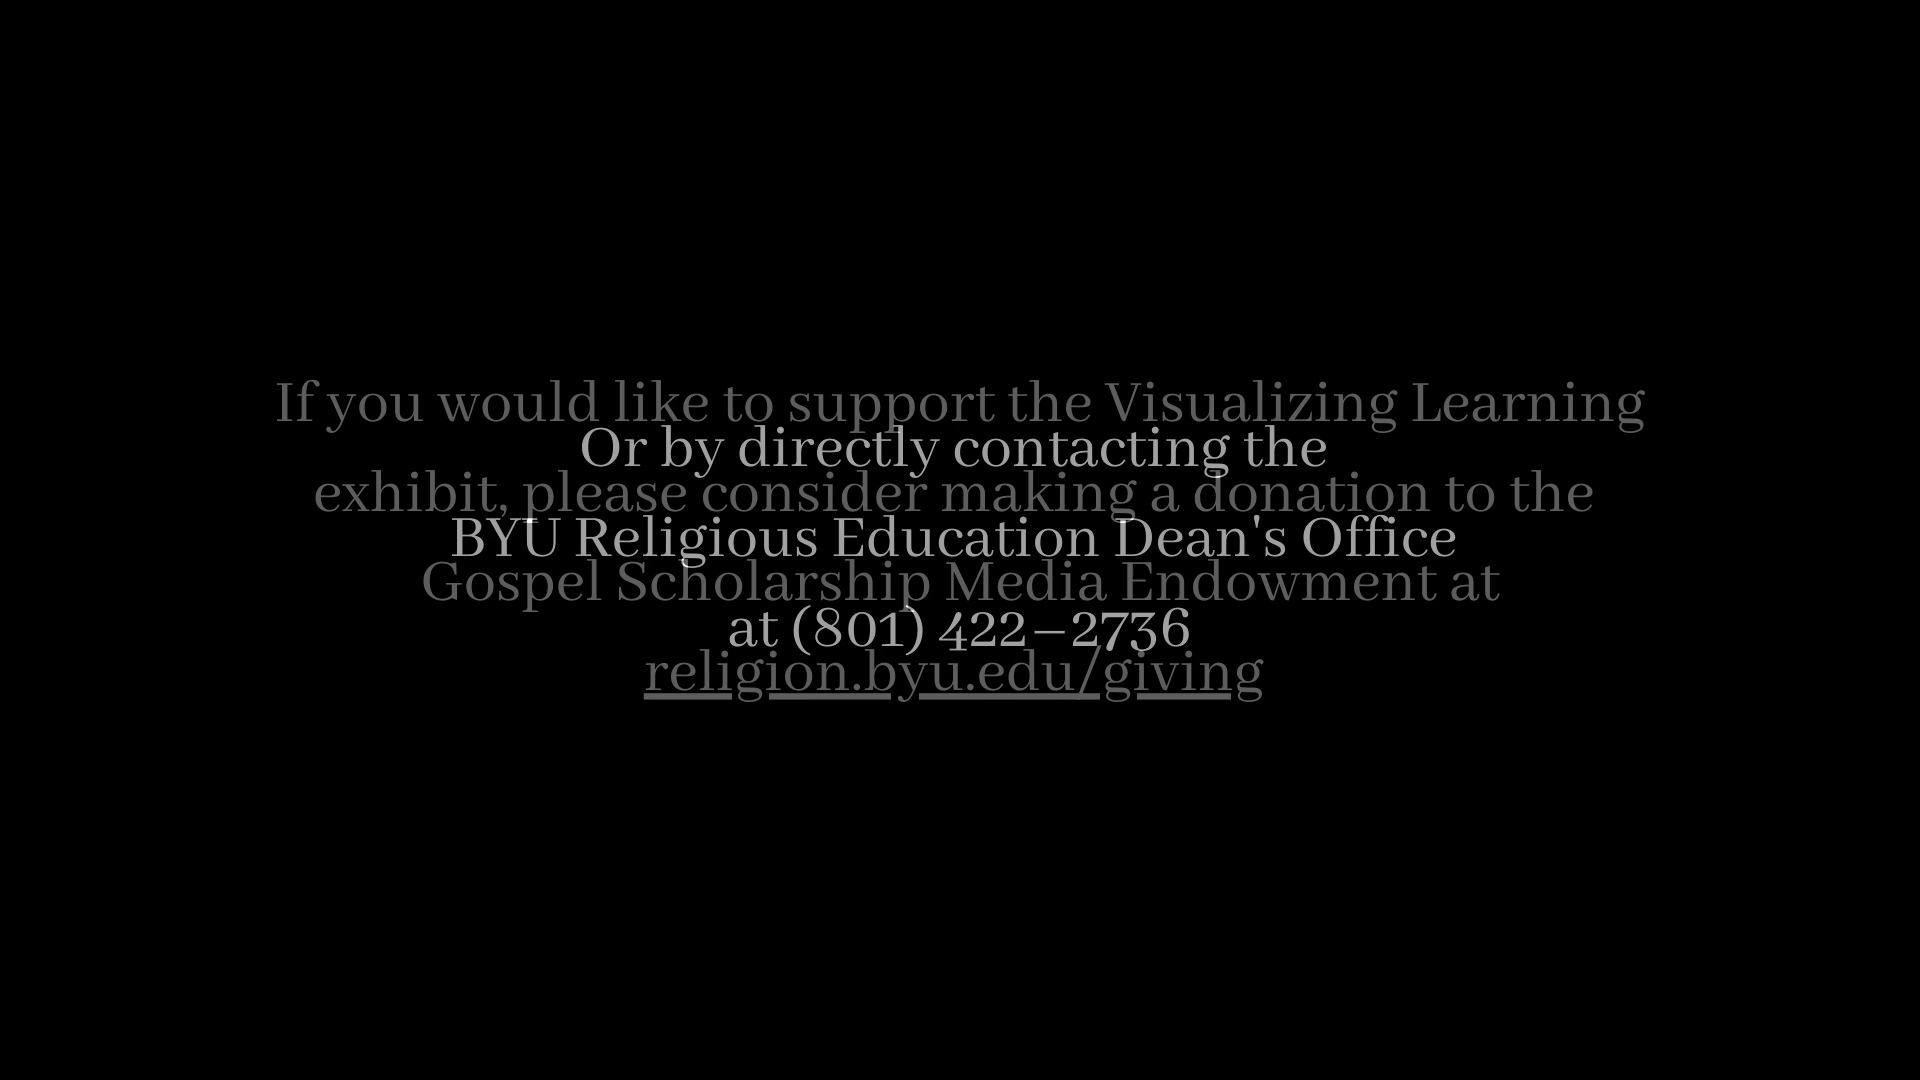 If you would like to support the Visualizing Learning
exhibit, please consider making a donation to the
Gospel Scholarship Media Endowment at
religion.byu.edu/giving
Or by directly contacting the
BYU Religious Education Dean's Office
at (801) 422–2736